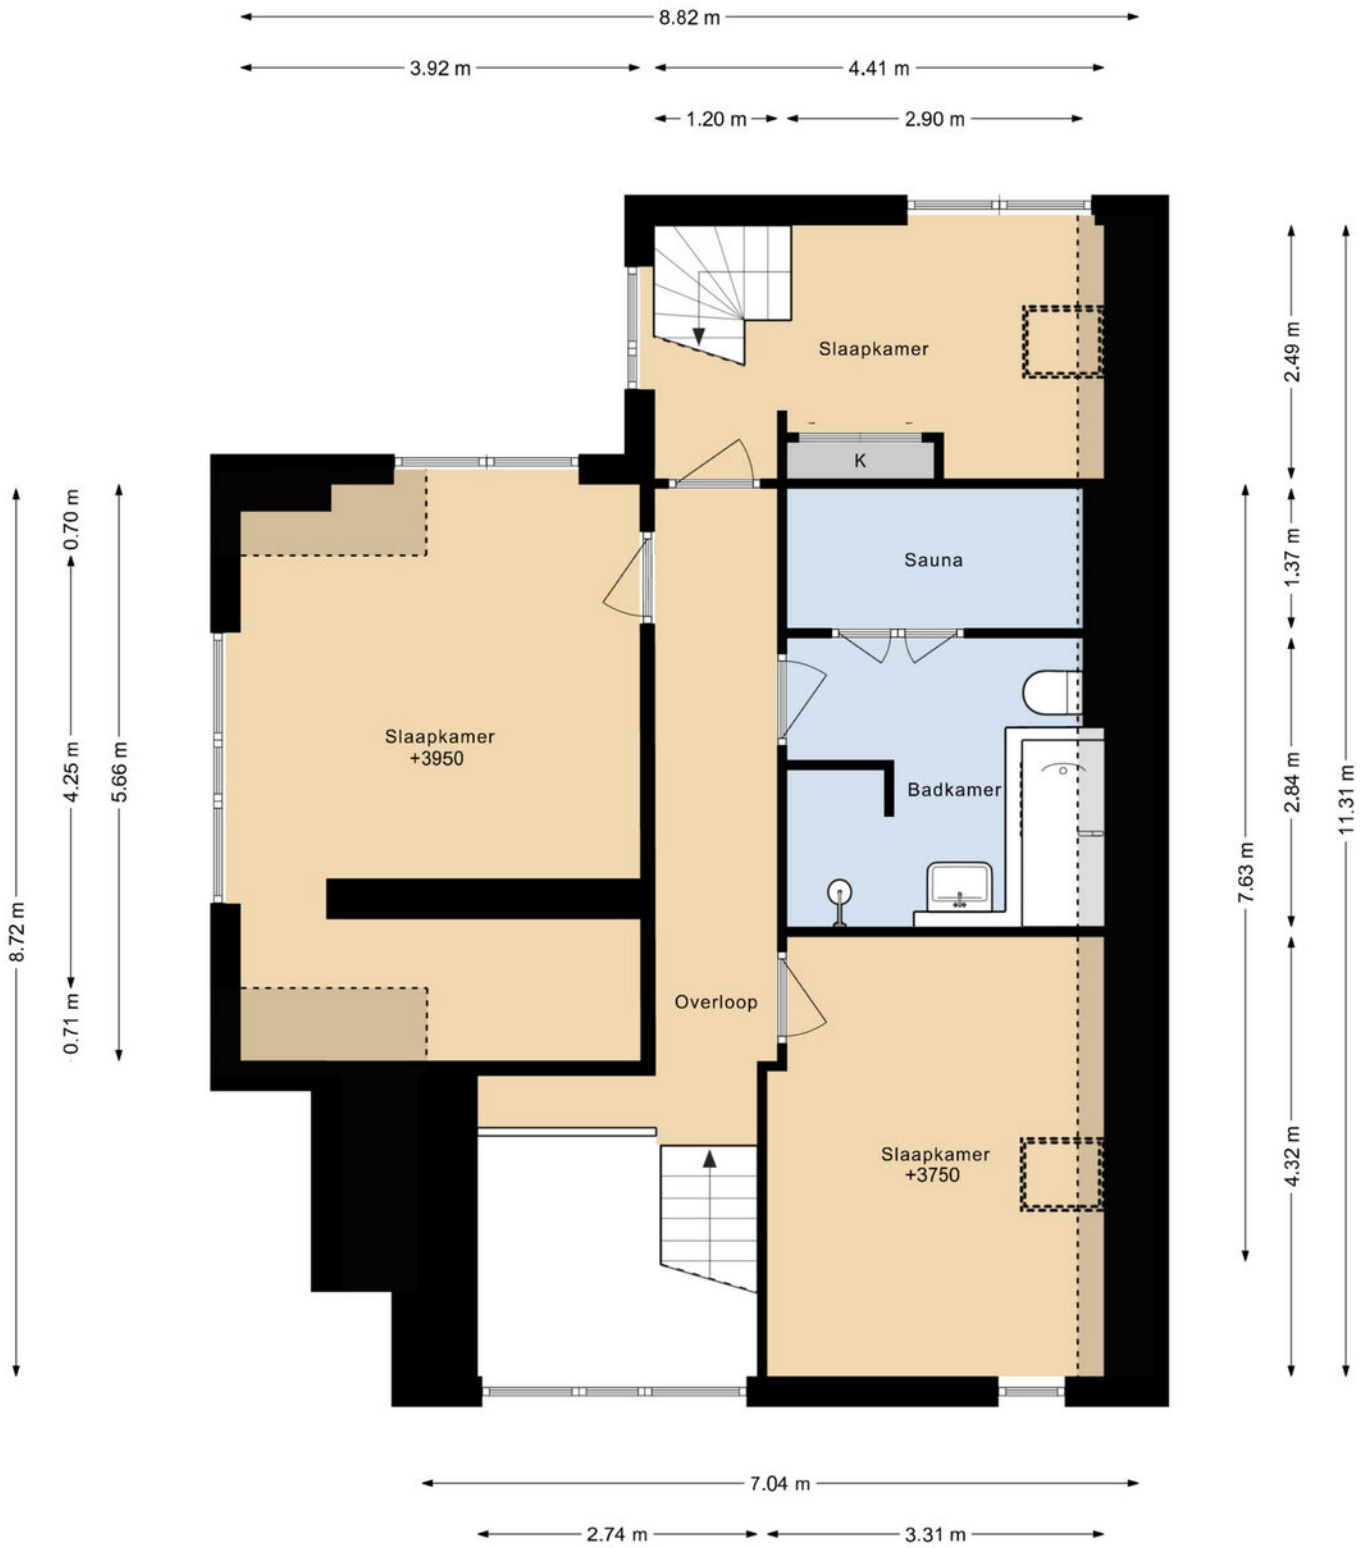 8.82 m
3.92 m
4.41 m
1.20 m
2.90 m
2.49 m
Slaapkamer
K
0.70 m
1.37 m
Sauna
Slaapkamer
+3950
4.25 m
5.66 m
Badkamer
2.84 m
11.31 m
7.63 m
8.72 m
Overloop
0.71 m
Slaapkamer
+3750
4.32 m
7.04 m
2.74 m
3.31 m